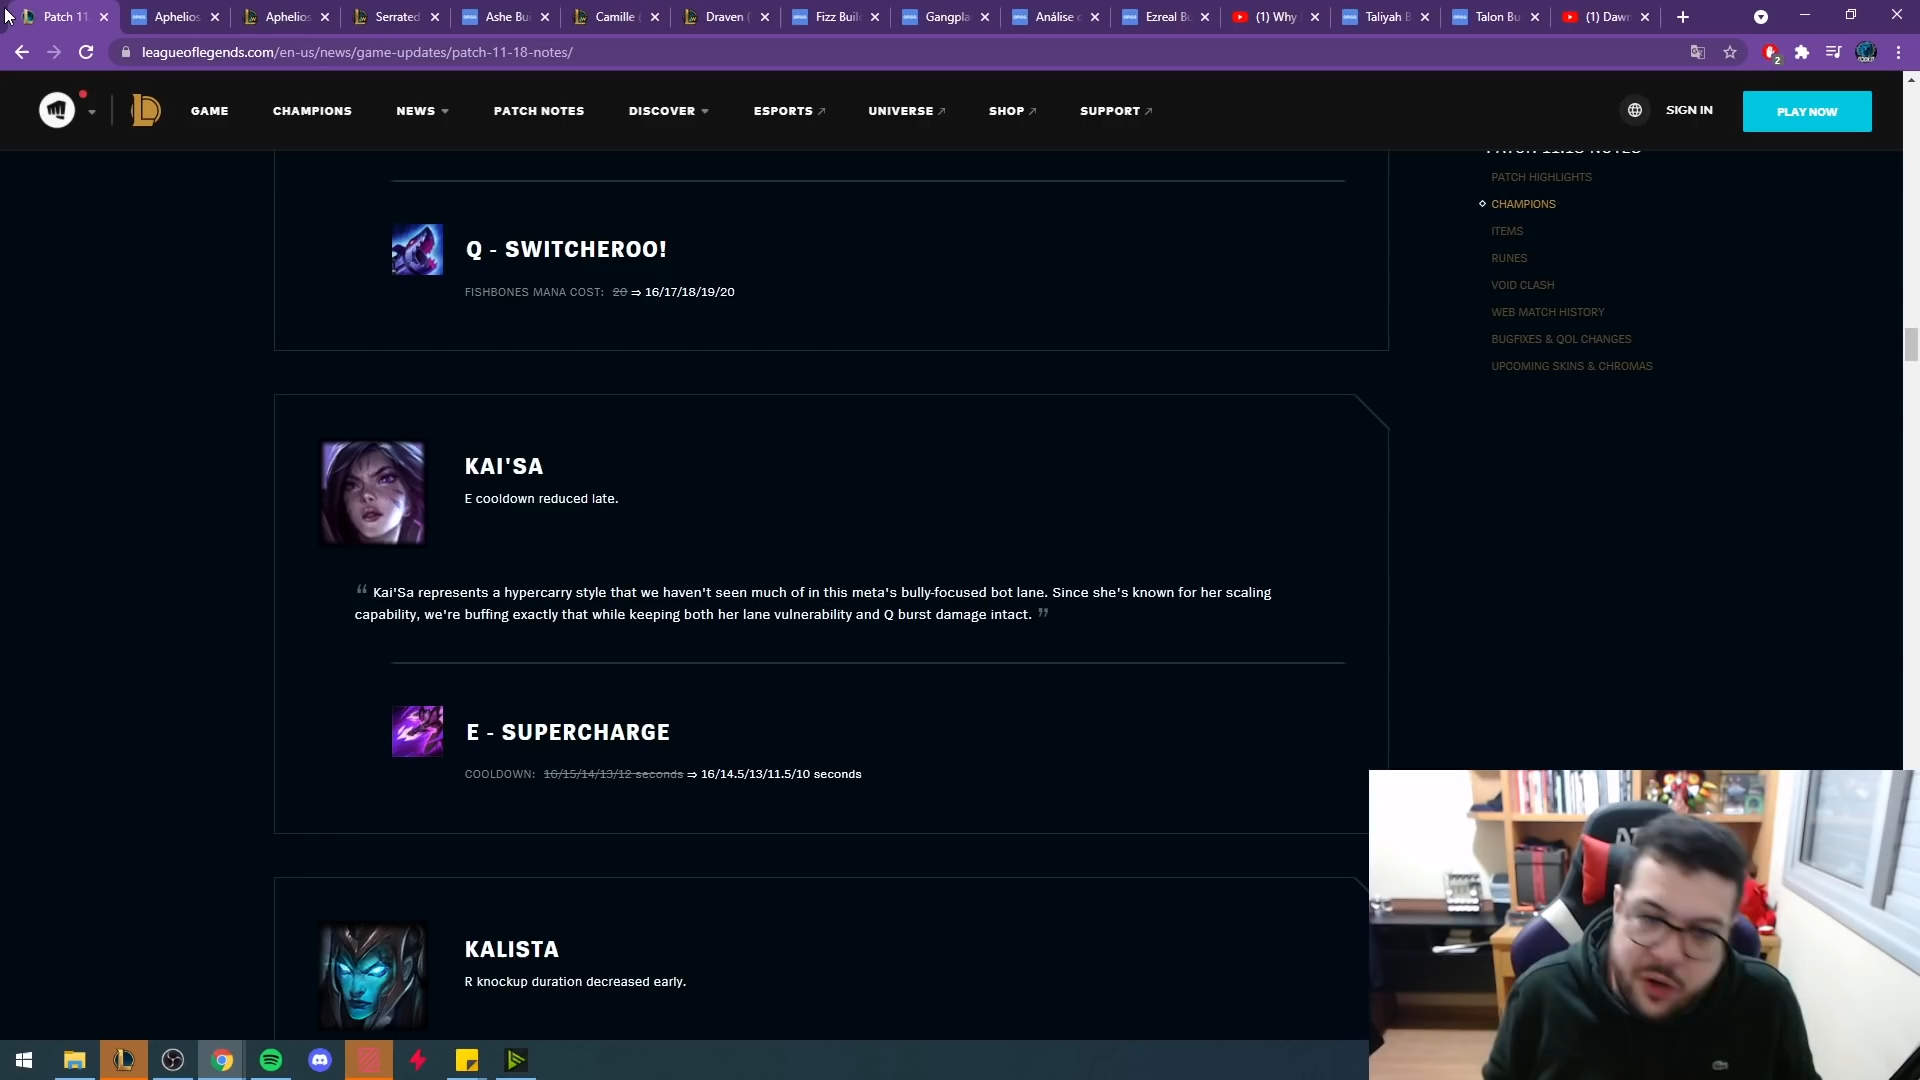 Patch 11.
Aphelios
Aphelios
Serrated
Ashe Bui
Camille (
Draven (
Fizz Buil
Gangpla
Análise c
Ezreal Bu
(1) Why
Taliyah B
Talon Bu
(1) Dawn
leagueoflegends.com/en-us/news/game-updates/patch-11-18-notes/
2
GAME
CHAMPIONS
NEWS
PATCH NOTES
DISCOVER
ESPORTS
UNIVERSE
SHOP
SUPPORT
SIGN IN
PLAY NOW
PATCH 11.18 NOTES
PATCH HIGHLIGHTS
CHAMPIONS
ITEMS
RUNES
VOID CLASH
WEB MATCH HISTORY
BUGFIXES & QOL CHANGES
UPCOMING SKINS & CHROMAS
Q - SWITCHEROO!
FISHBONES MANA COST: 20 ⇒ 16/17/18/19/20
KAI'SA
E cooldown reduced late.
“ Kai'Sa represents a hypercarry style that we haven't seen much of in this meta's bully-focused bot lane. Since she's known for her scaling
capability, we're buffing exactly that while keeping both her lane vulnerability and Q burst damage intact. ”
E - SUPERCHARGE
COOLDOWN: 16/15/14/13/12 seconds ⇒ 16/14.5/13/11.5/10 seconds
KALISTA
R knockup duration decreased early.